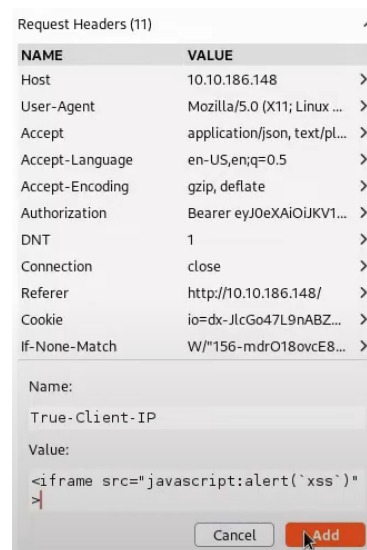 Request Headers (11)
NAME VALUE
Host 10.10.186.148
User-Agent Mozilla/5.0 (X11; Linux ...
Accept application/json, text/pl...
Accept-Language en-US,en;q=0.5
Accept-Encoding gzip, deflate
Authorization Bearer eyJ0eXAiOiJKV1...
DNT 1
Connection close
Referer http://10.10.186.148/
Cookie io=dx-JlcGo47L9nABZ...
If-None-Match W/"156-mdrO18ovcE8...
Name:
True-Client-IP
Value:
<iframe src="javascript:alert(`xss`)"
>
Cancel Add